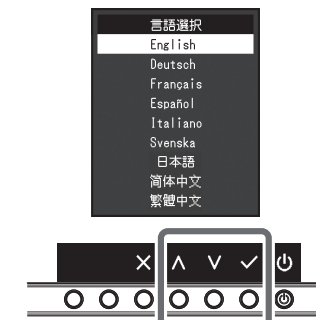 言語選択
English
Deutsch
Français
Español
Italiano
Svenska
日本語
简体中文
繁體中文